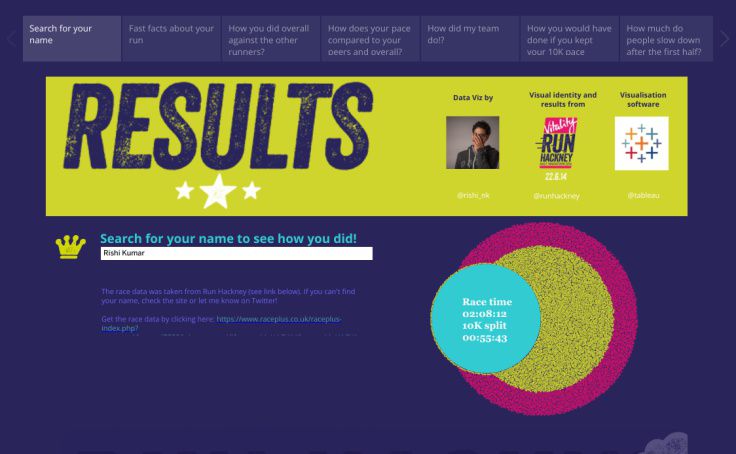 Search for your name
Fast facts about your run
How you did overall against the other runners?
How does your pace compared to your peers and overall?
How did my team do!?
How you would have done if you kept your 10K pace
How much do people slow down after the first half?
RESULTS
Data Viz by
@rishi_nk
Visual identity and results from
Vitality
RUN
HACKNEY
22.6.14
@runhackney
Visualisation software
@tableau
Search for your name to see how you did!
Rishi Kumar
The race data was taken from Run Hackney (see link below), If you can't find
your name, check the site or let me know on Twitter!
Get the race data by clicking here: https://www.raceplus.co.uk/raceplus-
index.php?
Race time
02:08:12
10K split
00:55:43